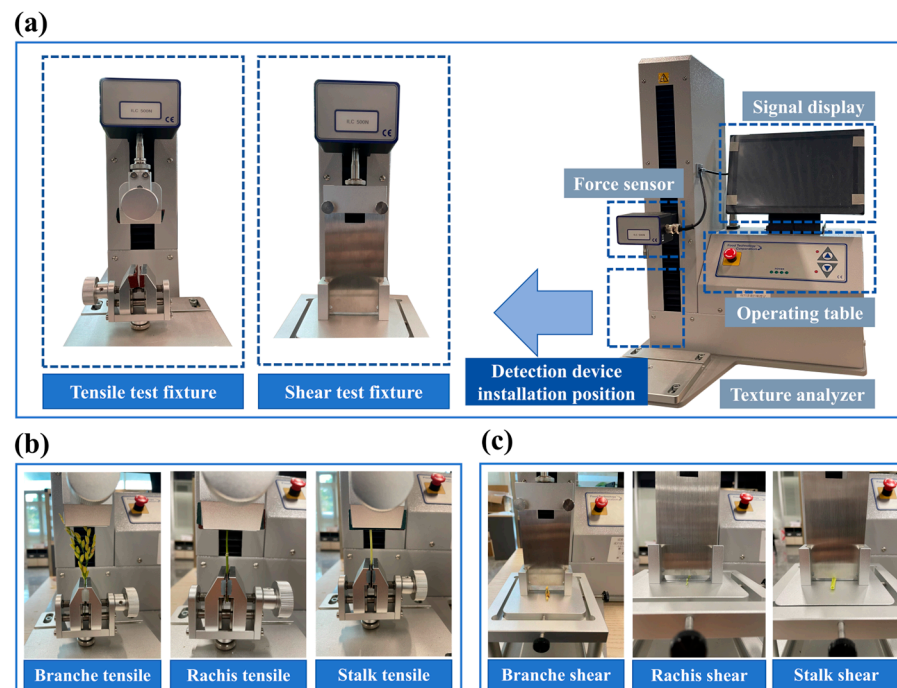 (a)
Signal display
Force sensor
Operating table
Detection device
installation position
Texture analyzer
Tensile test fixture
Shear test fixture
(b)
Branche tensile
Rachis tensile
Stalk tensile
(c)
Branche shear
Rachis shear
Stalk shear